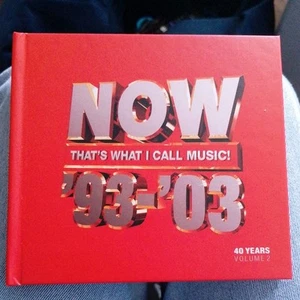 NOW
THAT'S WHAT I CALL MUSIC!
'93-'03
40 YEARS
VOLUME 2